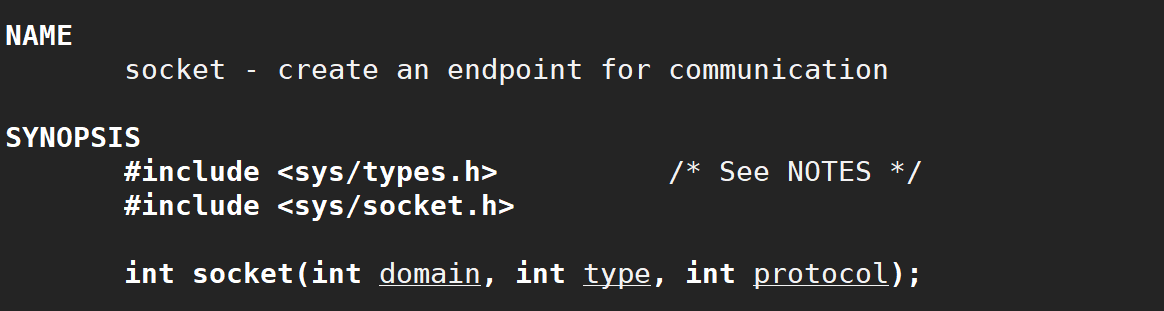 NAME
socket - create an endpoint for communication
SYNOPSIS
#include <sys/types.h>          /* See NOTES */
#include <sys/socket.h>
int socket(int domain, int type, int protocol);